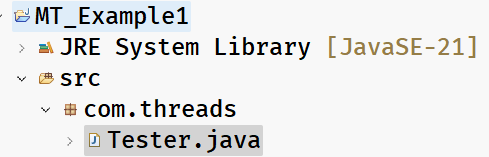 MT_Example1
JRE System Library [JavaSE-21]
src
com.threads
Tester.java